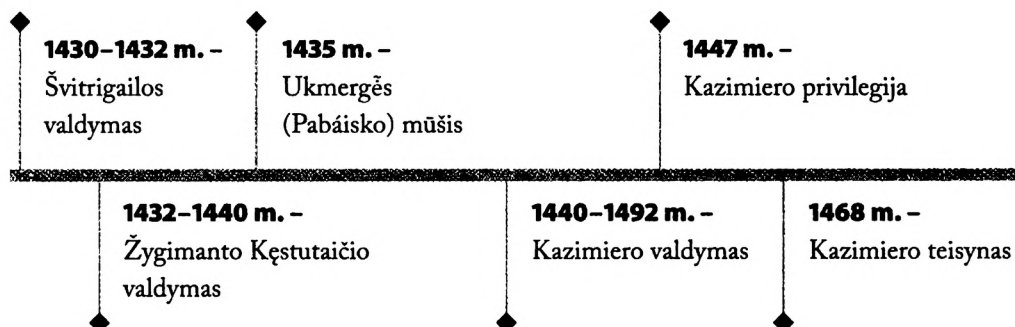 1430–1432 m. –
Švitrigailos
valdymas
1435 m. –
Ukmergė̃s
(Pabáisko) mūšis
1447 m. –
Kazimiero privilegija
1432–1440 m. –
Žygimanto Kęstutaičio
valdymas
1440–1492 m. –
Kazimiero valdymas
1468 m. –
Kazimiero teisynas